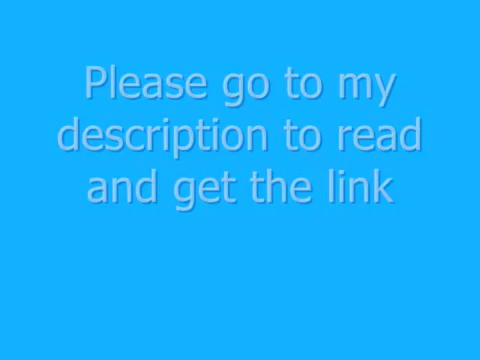 Please go to my
description to read
and get the link